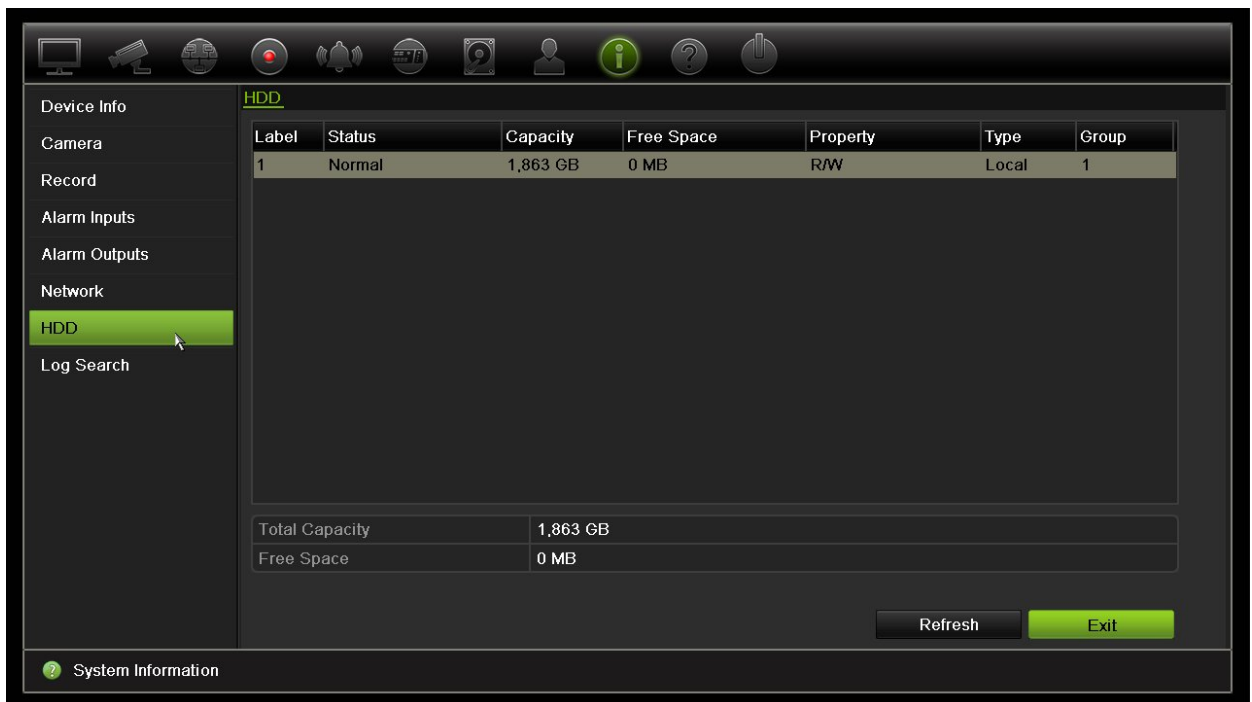 Device Info
Camera
Record
Alarm Inputs
Alarm Outputs
Network
HDD
Log Search
HDD
Label Status Capacity Free Space Property Type Group
1 Normal 1,863 GB 0 MB R/W Local 1
Total Capacity 1,863 GB
Free Space 0 MB
Refresh Exit
System Information